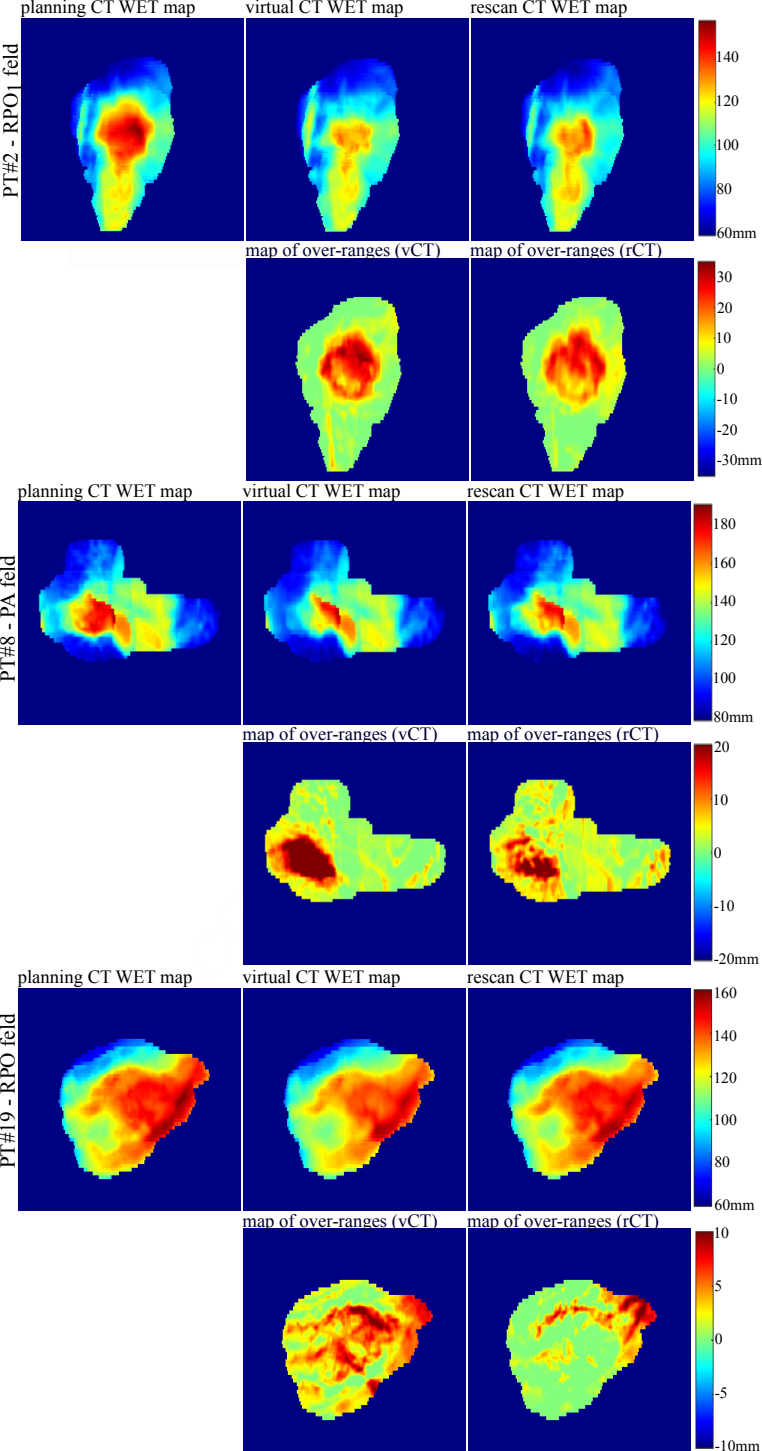 planning CT WET map virtual CT WET map rescan CT WET map
PT#2 - RPO1 feld
140
120
100
80
60mm
map of over-ranges (vCT) map of over-ranges (rCT)
30
20
10
0
-10
-20
-30mm
planning CT WET map virtual CT WET map rescan CT WET map
PT#8 - PA feld
180
160
140
120
100
80mm
map of over-ranges (vCT) map of over-ranges (rCT)
20
10
0
-10
-20mm
planning CT WET map virtual CT WET map rescan CT WET map
PT#19 - RPO feld
160
140
120
100
80
60mm
map of over-ranges (vCT) map of over-ranges (rCT)
10
5
0
-5
-10mm